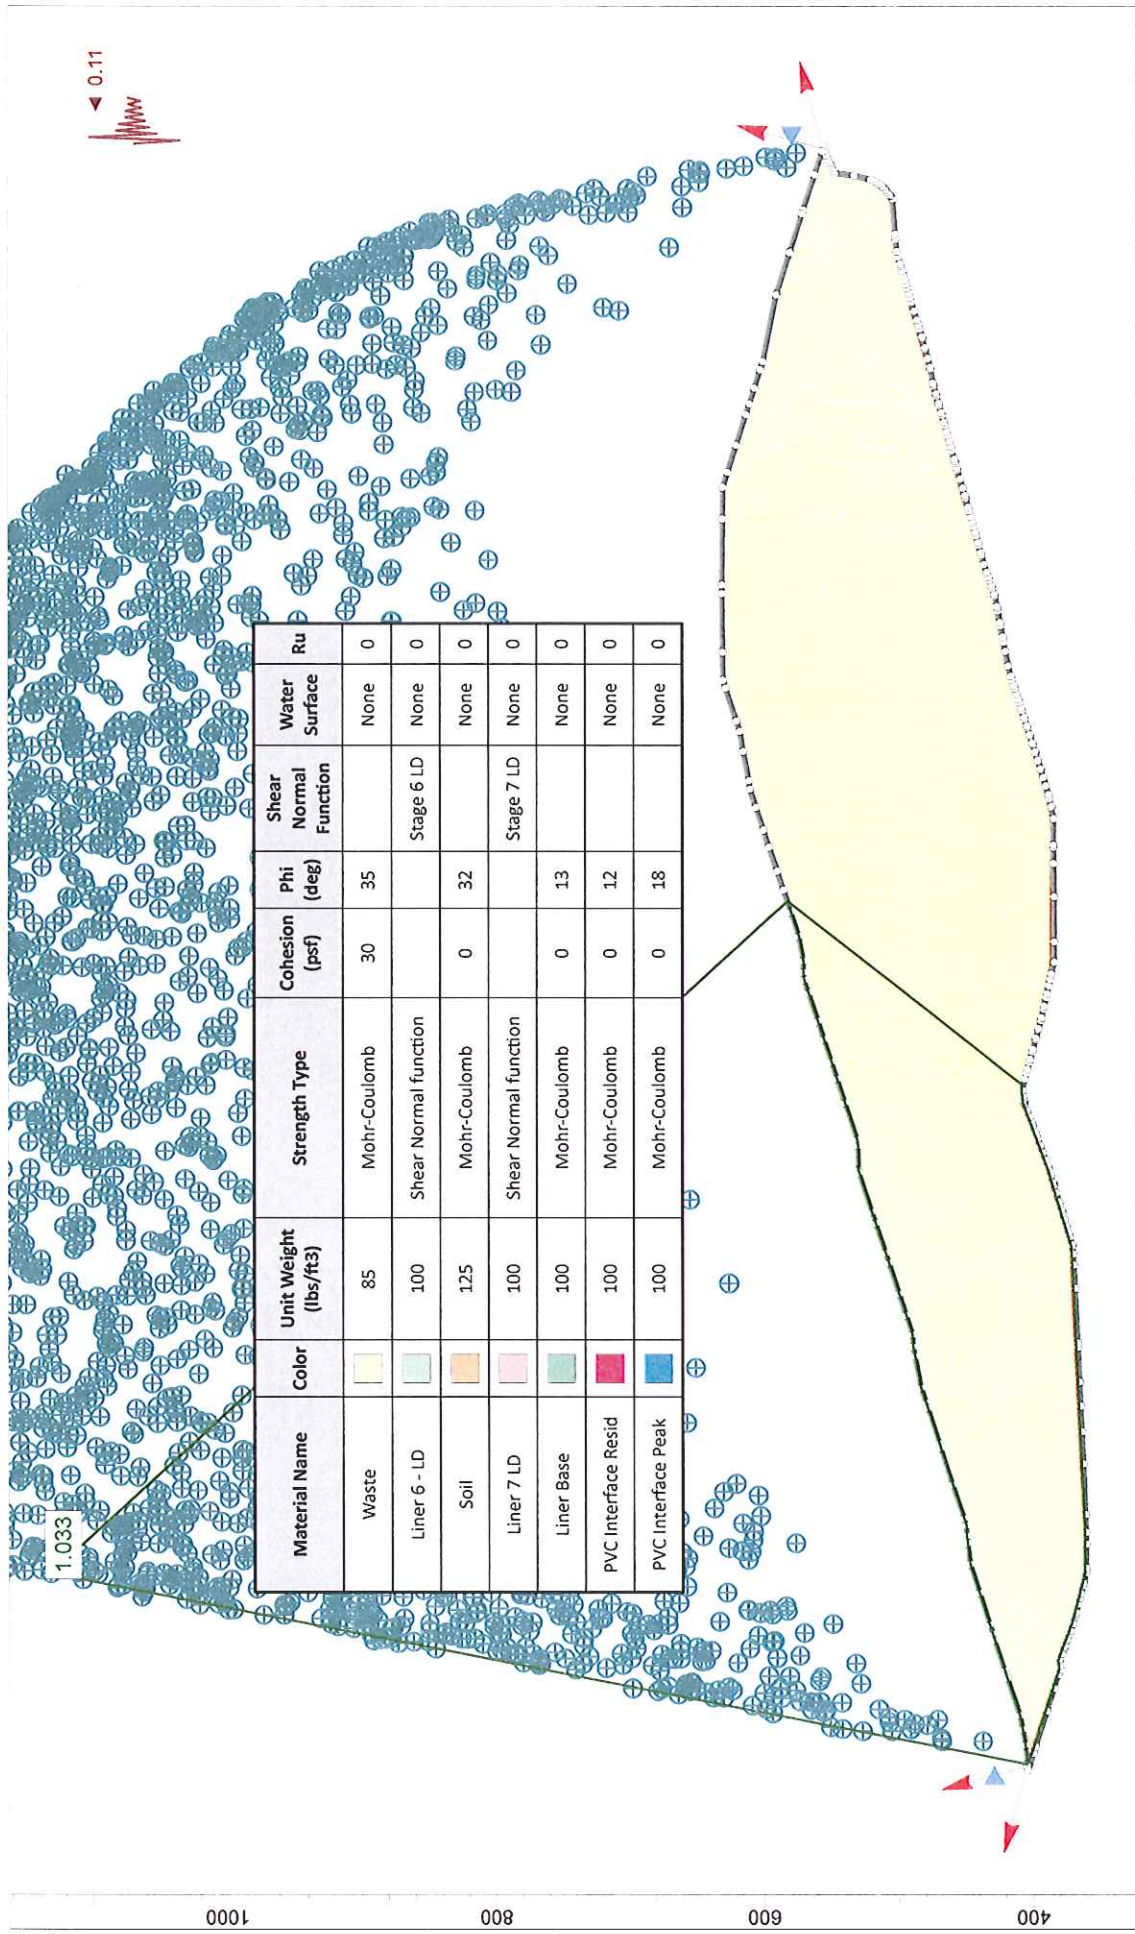 ◄ 0.11
1.033
Material Name Color Unit Weight (lbs/ft3) Strength Type Cohesion (psf) Phi (deg) Shear Normal Function Water Surface Ru
Waste 85 Mohr-Coulomb 30 35 None 0
Liner 6 - LD 100 Shear Normal function Stage 6 LD None 0
Soil 125 Mohr-Coulomb 0 32 None 0
Liner 7 LD 100 Shear Normal function Stage 7 LD None 0
Liner Base 100 Mohr-Coulomb 0 13 None 0
PVC Interface Resid 100 Mohr-Coulomb 0 12 None 0
PVC Interface Peak 100 Mohr-Coulomb 0 18 None 0
1000
800
600
400